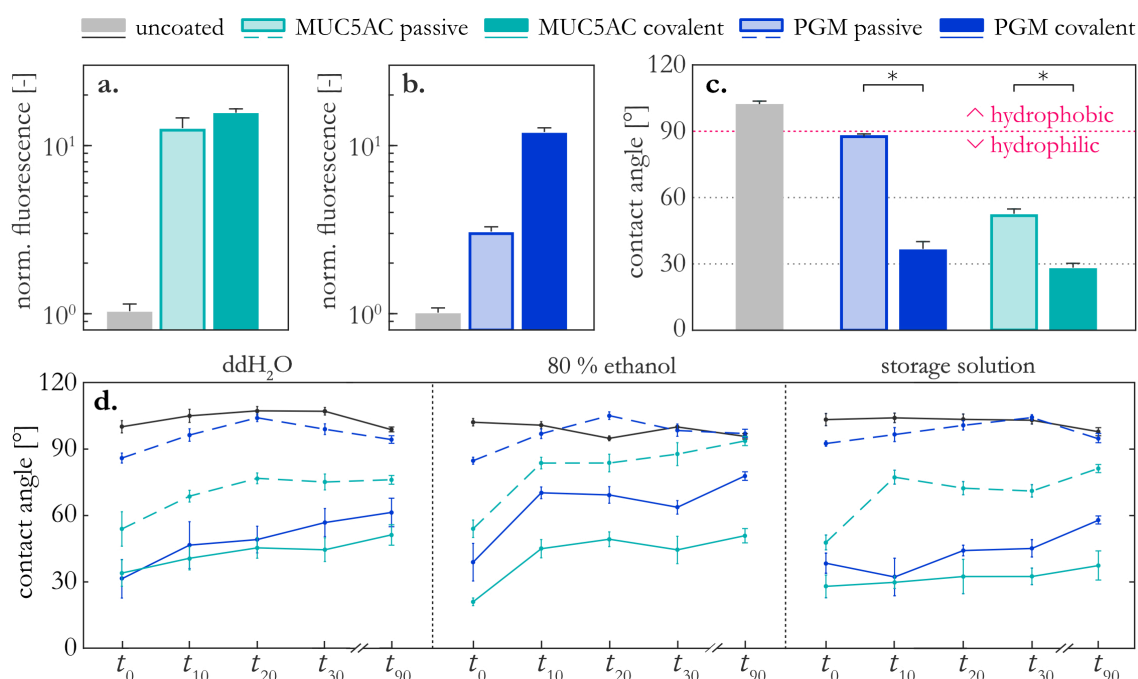 uncoated MUC5AC passive MUC5AC covalent PGM passive PGM covalent
a.
norm. fluorescence [-]
10¹
10⁰
b.
norm. fluorescence [-]
10¹
10⁰
c.
contact angle [°]
120
90
60
30
0
*
*
hydrophobic
hydrophilic
ddH₂O 80 % ethanol storage solution
d.
contact angle [°]
120
90
60
30
0
t₀ t₁₀ t₂₀ t₃₀ t₉₀ t₀ t₁₀ t₂₀ t₃₀ t₉₀ t₀ t₁₀ t₂₀ t₃₀ t₉₀